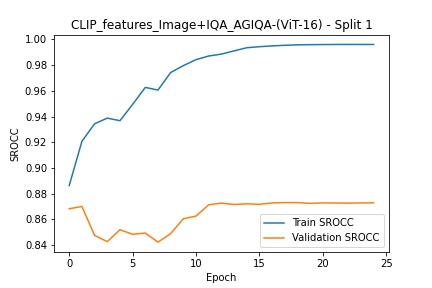 CLIP_features_Image+IQA_AGIQA-(ViT-16) - Split 1
1.00
0.98
0.96
0.94
0.92
0.90
0.88
0.86
0.84
SROCC
Train SROCC
Validation SROCC
0 5 10 15 20 25
Epoch